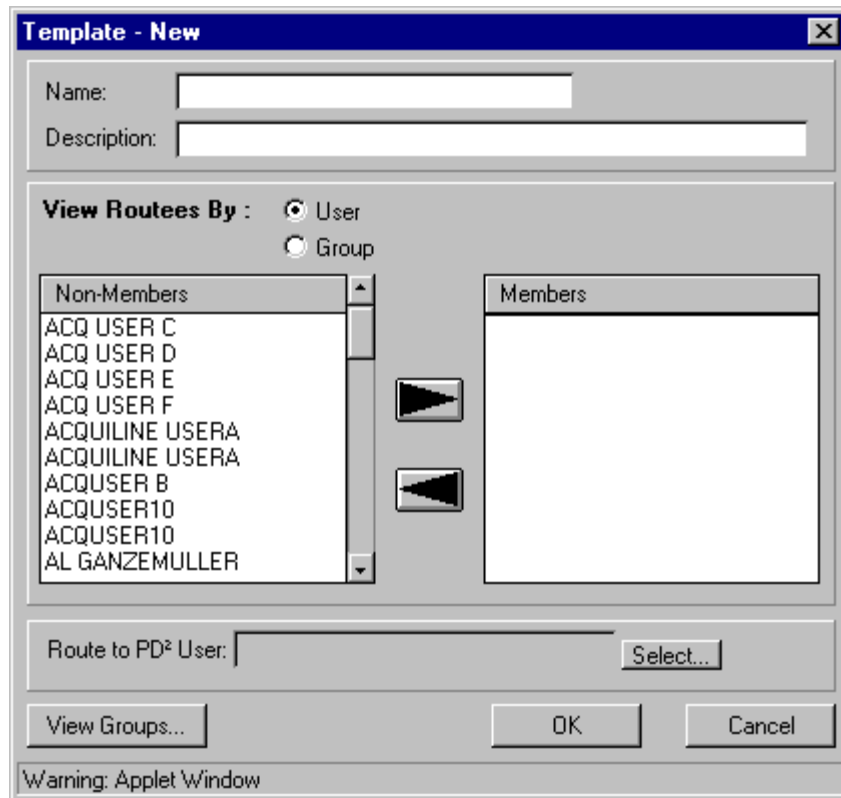 Template - New
Name:
Description:
View Routees By :
User
Group
Non-Members
ACQ USER C
ACQ USER D
ACQ USER E
ACQ USER F
ACQUILINE USERA
ACQUILINE USERA
ACQUSER B
ACQUSER10
ACQUSER10
AL GANZEMULLER
Members
Route to PD² User:
Select...
View Groups...
OK
Cancel
Warning: Applet Window